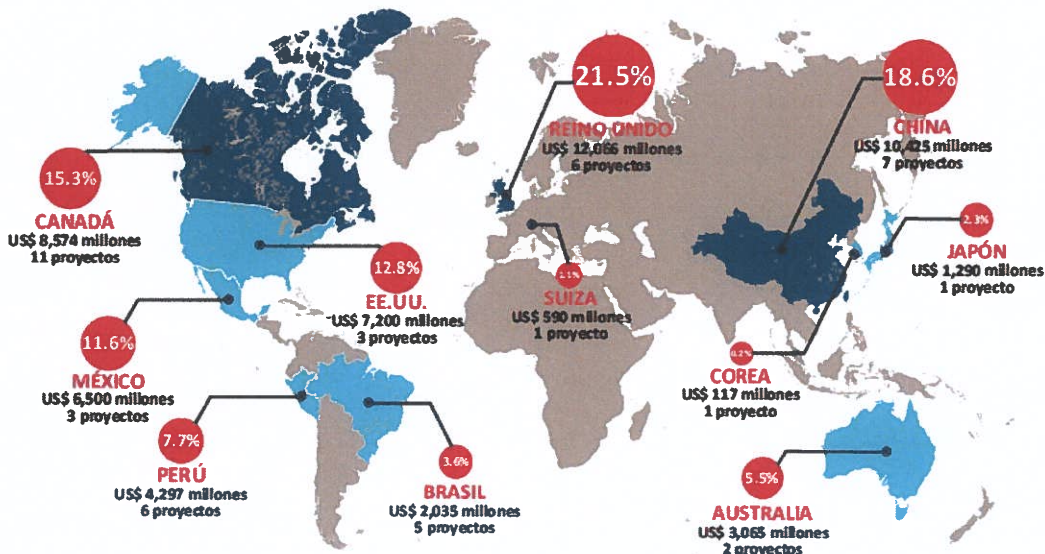 21.5%
REINO UNIDO
US$ 12,066 millones
6 proyectos
18.6%
CHINA
US$ 10,425 millones
7 proyectos
15.3%
CANADÁ
US$ 8,574 millones
11 proyectos
12.8%
EE.UU.
US$ 7,200 millones
3 proyectos
SUIZA
US$ 590 millones
1 proyecto
2.3%
JAPÓN
US$ 1,290 millones
1 proyecto
11.6%
MÉXICO
US$ 6,500 millones
3 proyectos
0.2%
COREA
US$ 117 millones
1 proyecto
7.7%
PERÚ
US$ 4,297 millones
6 proyectos
3.6%
BRASIL
US$ 2,035 millones
5 proyectos
5.5%
AUSTRALIA
US$ 3,065 millones
2 proyectos